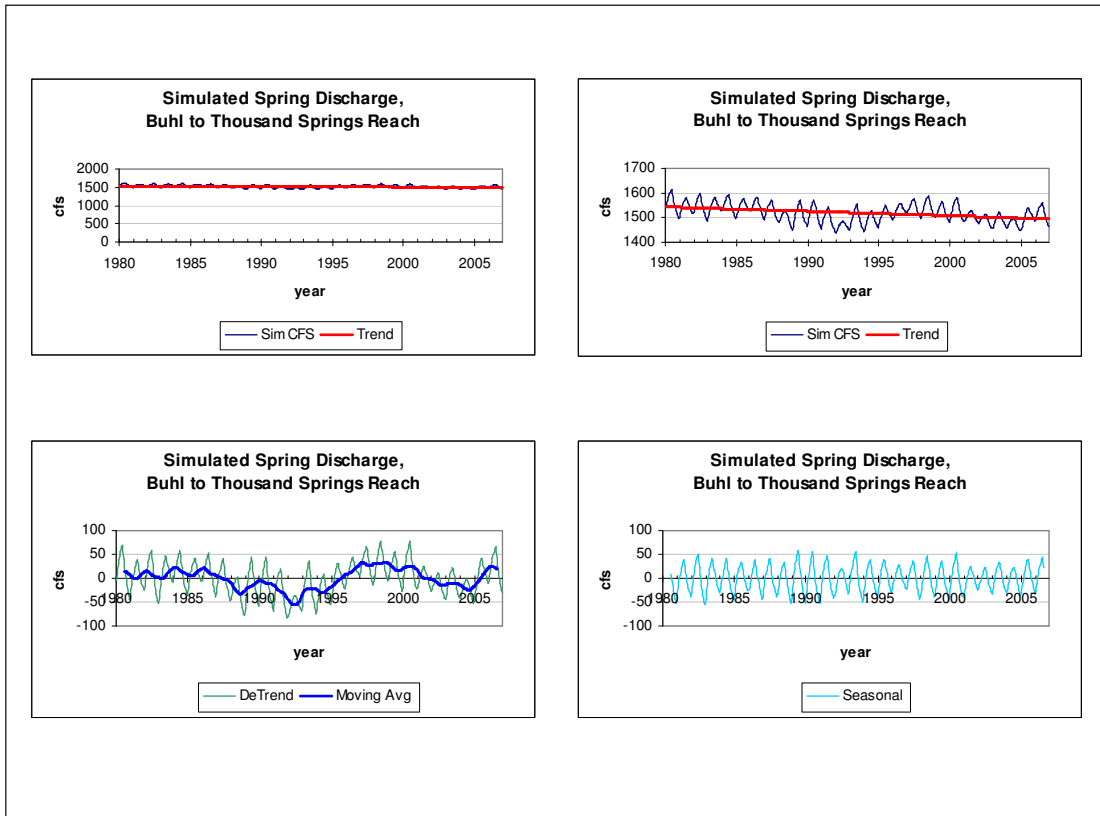 Simulated Spring Discharge,
Buhl to Thousand Springs Reach
2000
1500
1000
500
0
cfs
1980 1985 1990 1995 2000 2005
year
Sim CFS Trend
Simulated Spring Discharge,
Buhl to Thousand Springs Reach
1700
1600
1500
1400
cfs
1980 1985 1990 1995 2000 2005
year
Sim CFS Trend
Simulated Spring Discharge,
Buhl to Thousand Springs Reach
100
50
0
-50
-100
cfs
1980 1985 1990 1995 2000 2005
year
DeTrend Moving Avg
Simulated Spring Discharge,
Buhl to Thousand Springs Reach
100
50
0
-50
-100
cfs
1980 1985 1990 1995 2000 2005
year
Seasonal